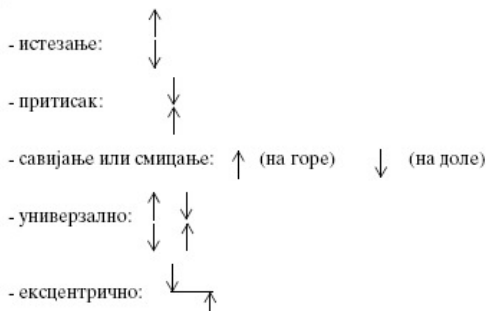 - истезање:
- притисак:
- савијање или смицање: (на горе) (на доле)
- универзално:
- ексцентрично: